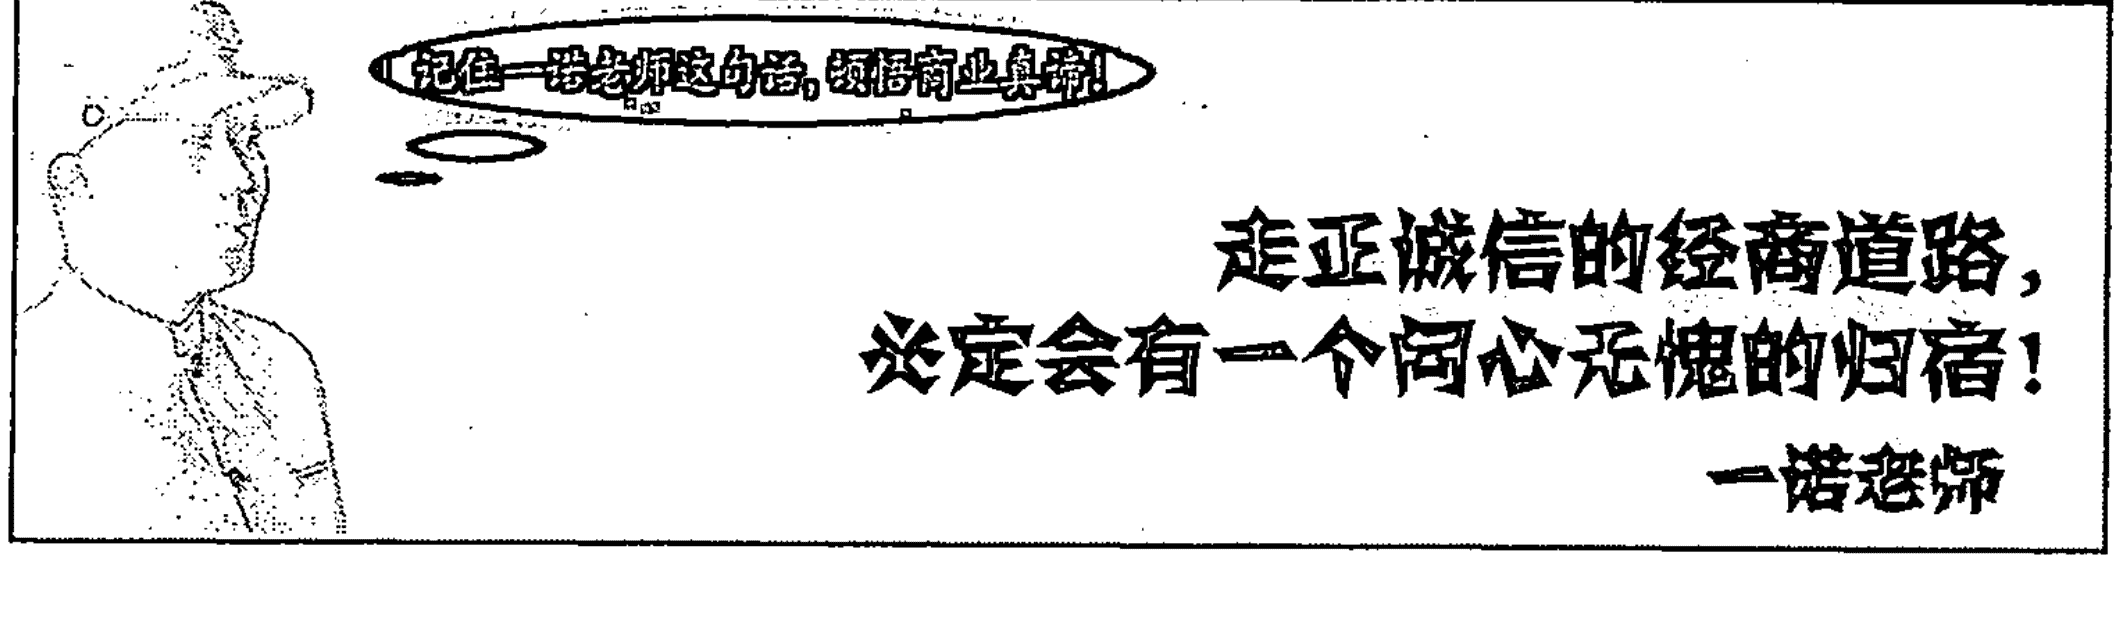 记住一诺老师这句话,领悟商业真谛!
走正诚信的经商道路,
必定会有一个问心无愧的归宿!
一诺老师